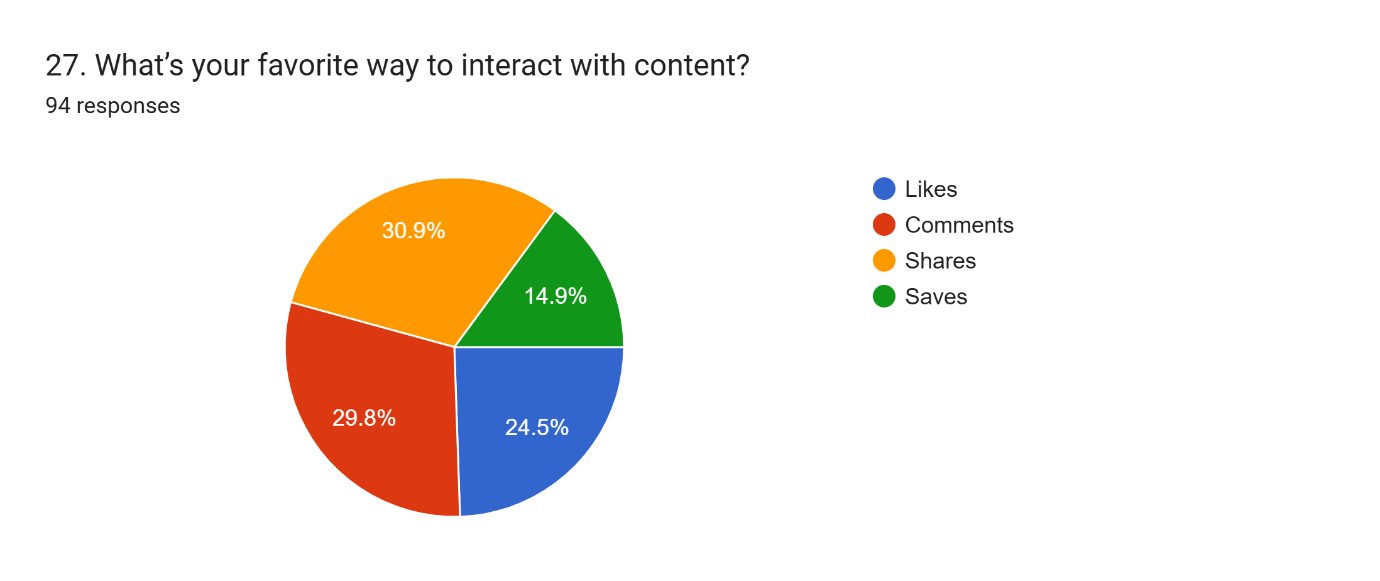 27. What’s your favorite way to interact with content?
94 responses
30.9%
14.9%
29.8%
24.5%
Likes
Comments
Shares
Saves